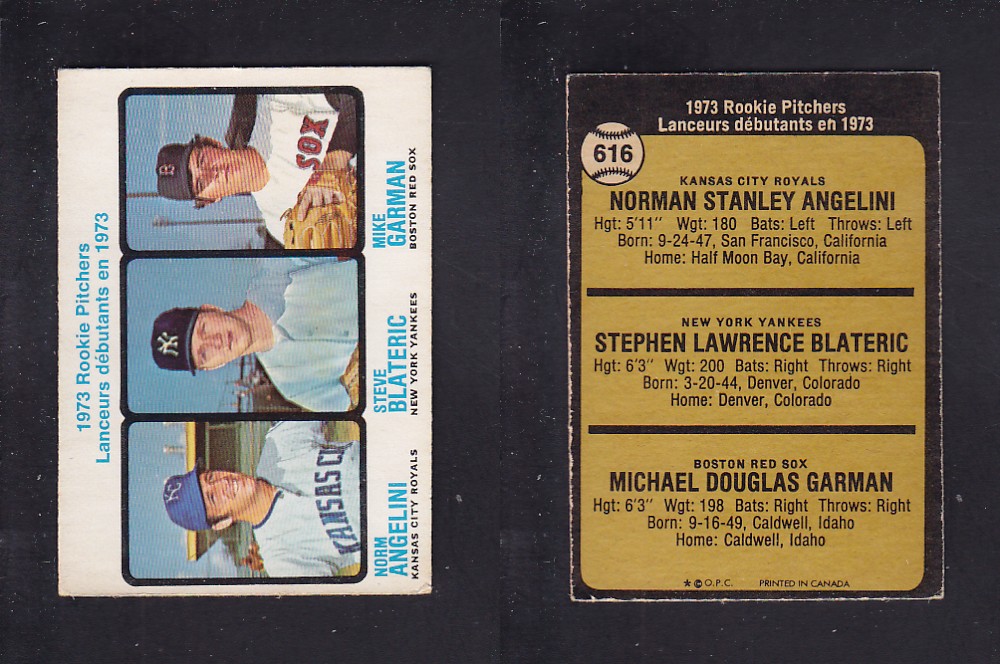 1973 Rookie Pitchers
Lanceurs débutants en 1973
KC
KANSAS C
NORM
ANGELINI
KANSAS CITY ROYALS
NY
STEVE
BLATERIC
NEW YORK YANKEES
B
SOX
MIKE
GARMAN
BOSTON RED SOX
1973 Rookie Pitchers
Lanceurs débutants en 1973
616
KANSAS CITY ROYALS
NORMAN STANLEY ANGELINI
Hgt: 5'11" Wgt: 180 Bats: Left Throws: Left
Born: 9-24-47, San Francisco, California
Home: Half Moon Bay, California
NEW YORK YANKEES
STEPHEN LAWRENCE BLATERIC
Hgt: 6'3" Wgt: 200 Bats: Right Throws: Right
Born: 3-20-44, Denver, Colorado
Home: Denver, Colorado
BOSTON RED SOX
MICHAEL DOUGLAS GARMAN
Hgt: 6'3" Wgt: 198 Bats: Right Throws: Right
Born: 9-16-49, Caldwell, Idaho
Home: Caldwell, Idaho
* © O.P.C. PRINTED IN CANADA